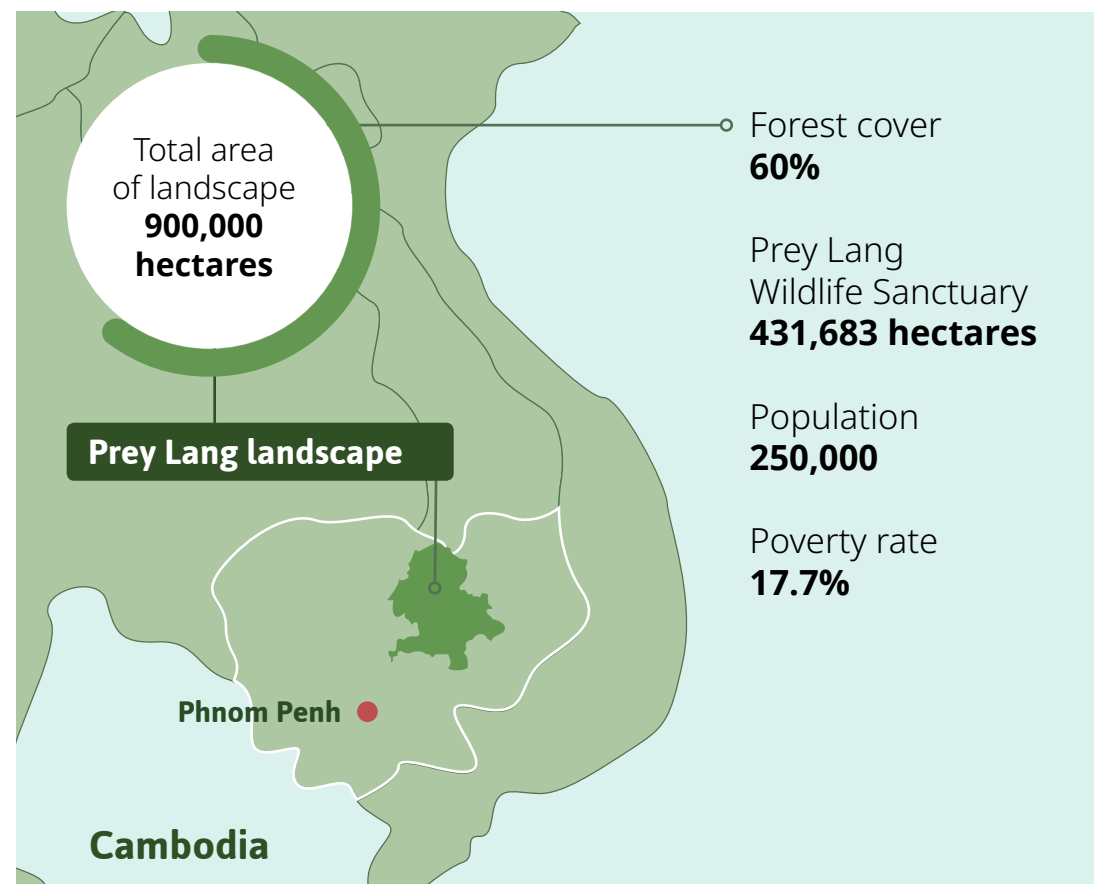 Total area
of landscape
900,000
hectares
Forest cover
60%
Prey Lang
Wildlife Sanctuary
431,683 hectares
Population
250,000
Poverty rate
17.7%
Prey Lang landscape
Phnom Penh
Cambodia